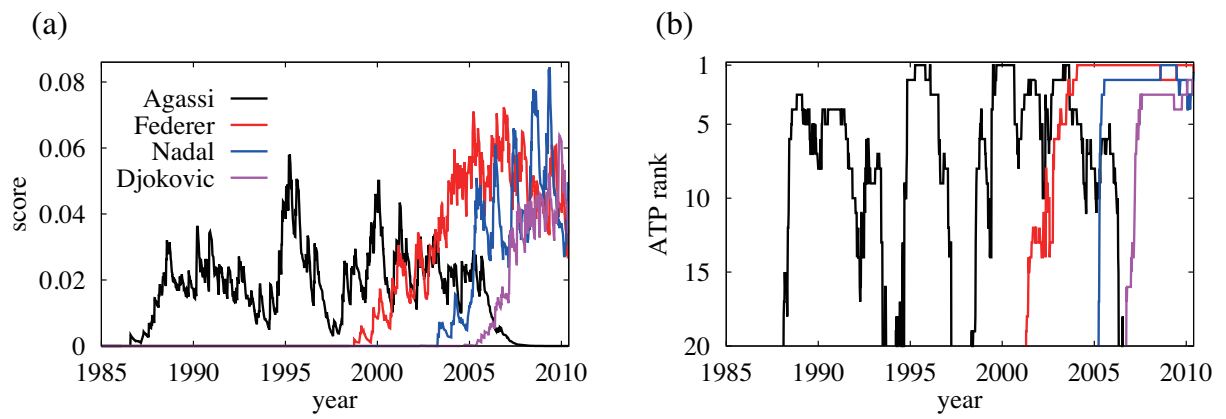 (a)
score
0.08
0.06
0.04
0.02
0
Agassi
Federer
Nadal
Djokovic
1985 1990 1995 2000 2005 2010
year
(b)
ATP rank
1
5
10
15
20
1985 1990 1995 2000 2005 2010
year